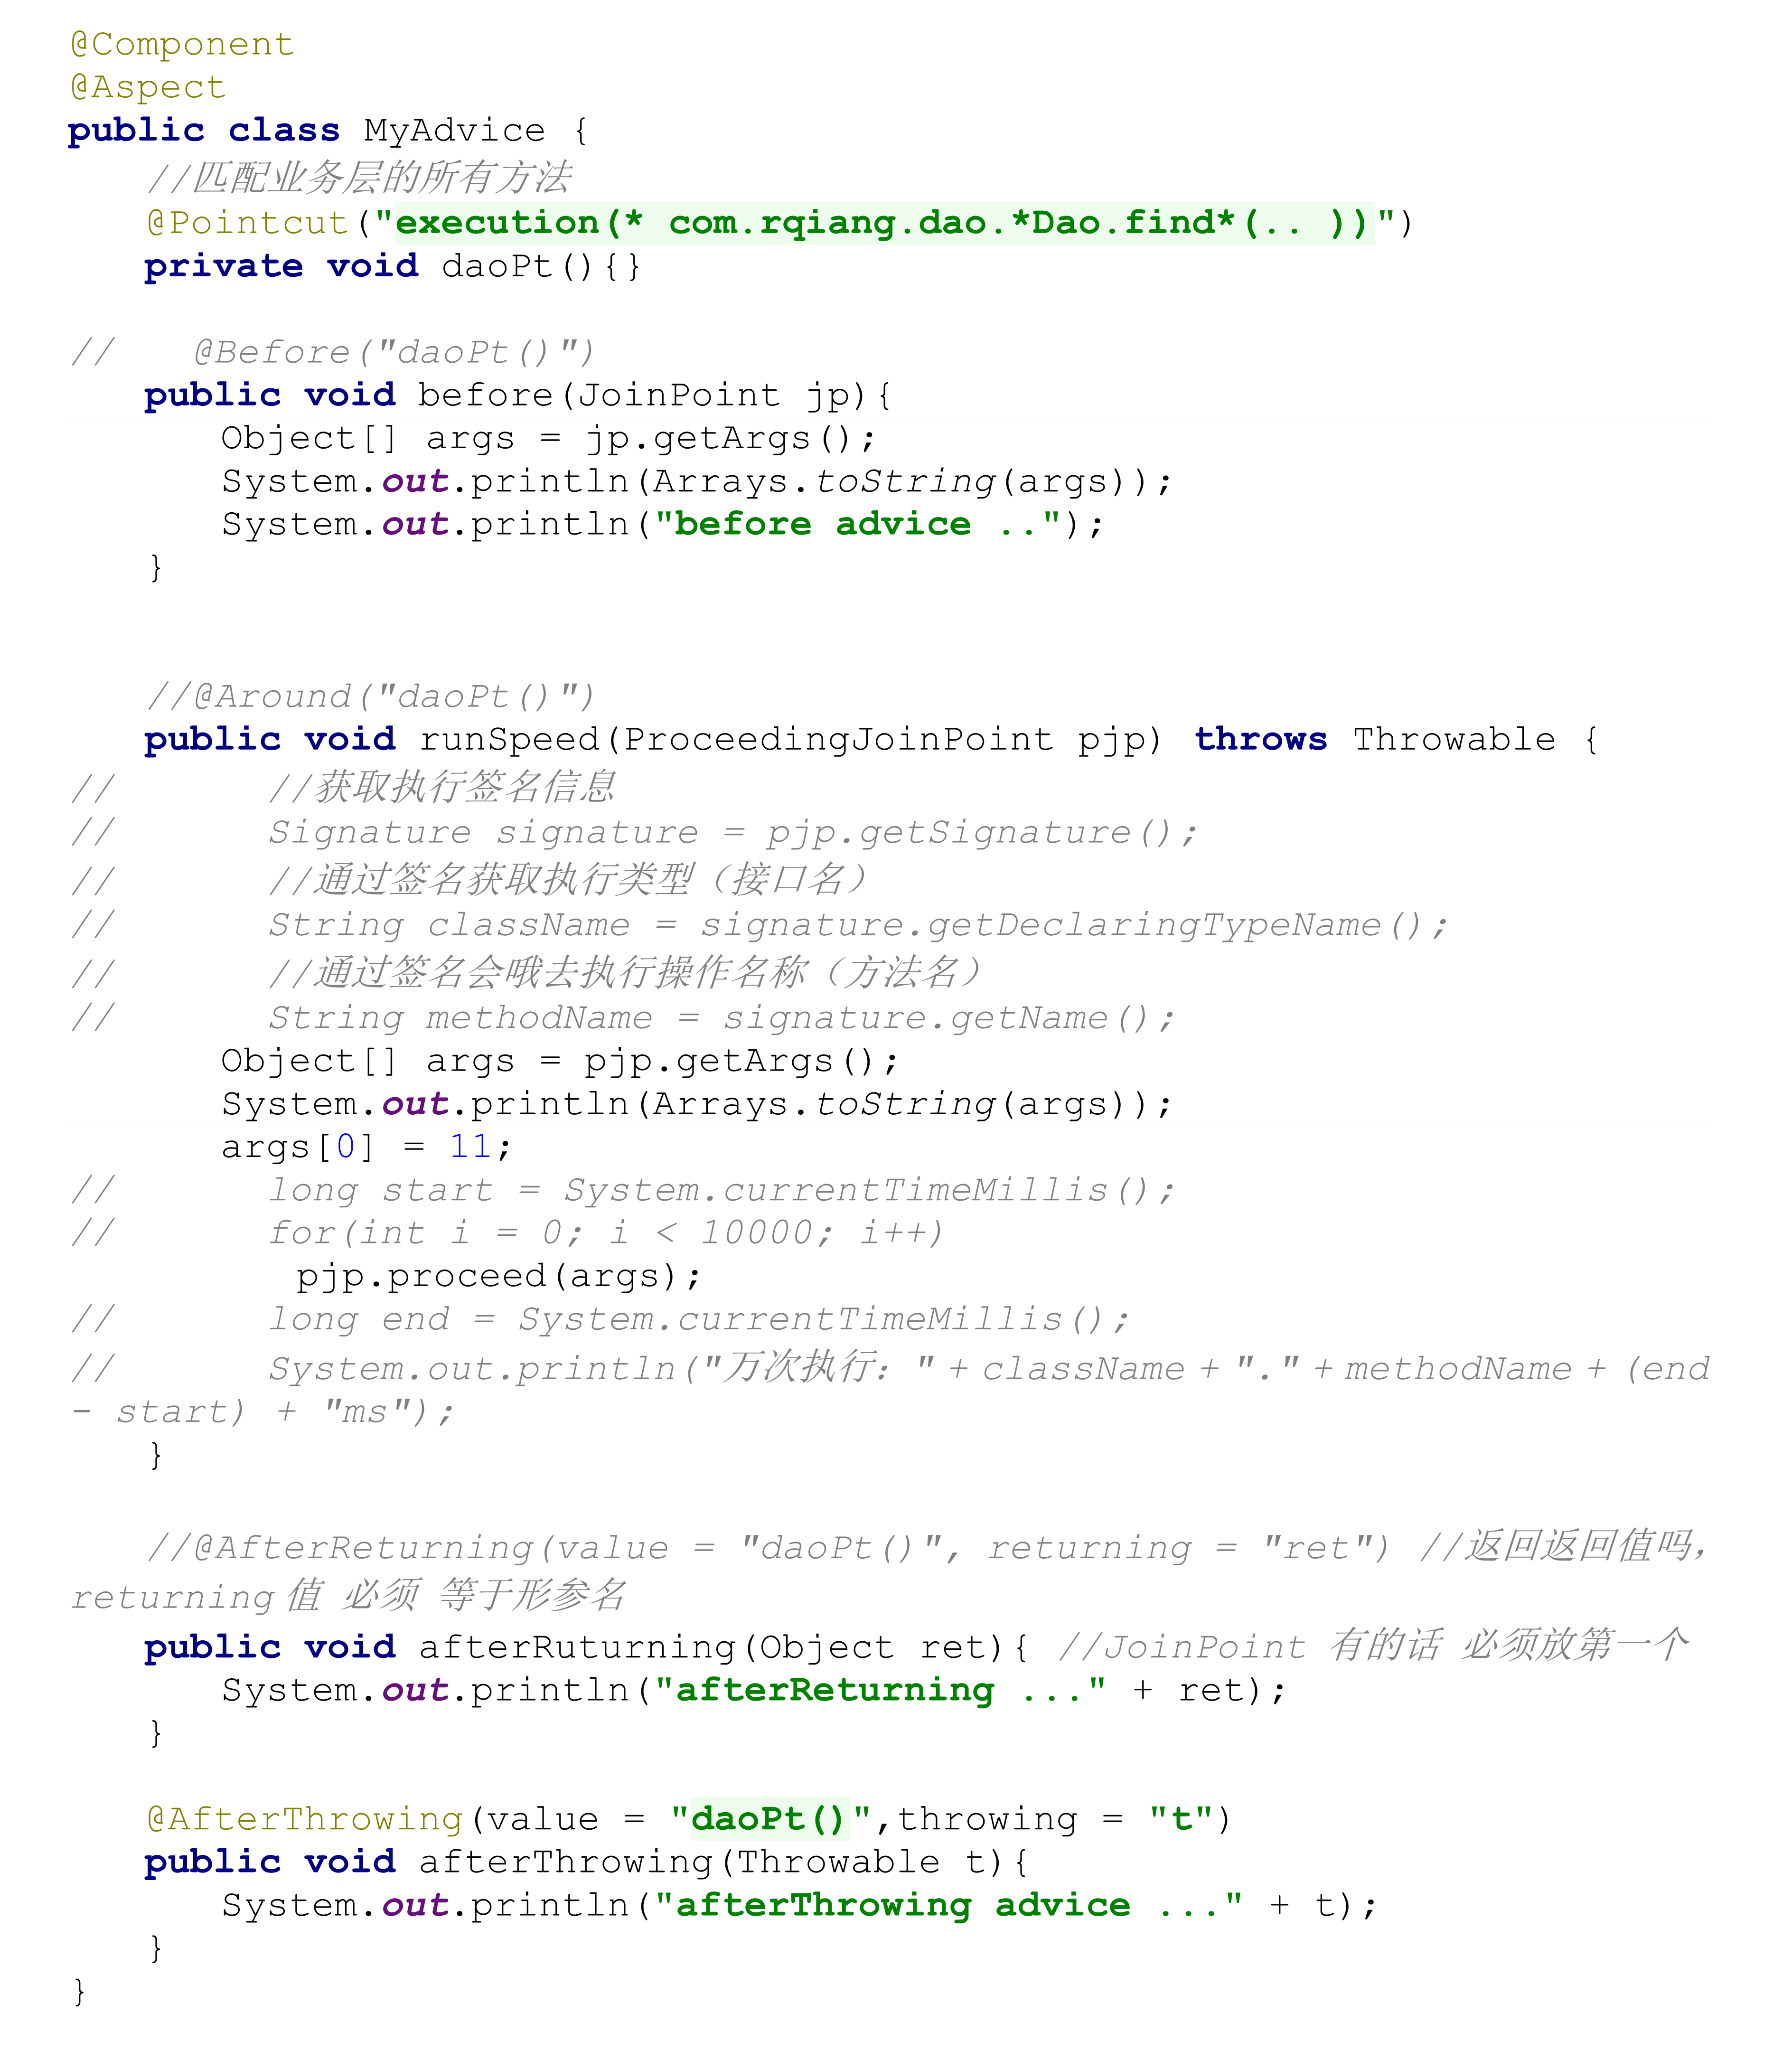 @Component
@Aspect
public class MyAdvice {
//匹配业务层的所有方法
@Pointcut("execution(* com.rqiang.dao.*Dao.find*(.. ))")
private void daoPt(){}
//   @Before("daoPt()")
public void before(JoinPoint jp){
Object[] args = jp.getArgs();
System.out.println(Arrays.toString(args));
System.out.println("before advice ..");
}
//@Around("daoPt()")
public void runSpeed(ProceedingJoinPoint pjp) throws Throwable {
//       //获取执行签名信息
//       Signature signature = pjp.getSignature();
//       //通过签名获取执行类型（接口名）
//       String className = signature.getDeclaringTypeName();
//       //通过签名会哦去执行操作名称（方法名）
//       String methodName = signature.getName();
Object[] args = pjp.getArgs();
System.out.println(Arrays.toString(args));
args[0] = 11;
//       long start = System.currentTimeMillis();
//       for(int i = 0; i < 10000; i++)
pjp.proceed(args);
//       long end = System.currentTimeMillis();
//       System.out.println("万次执行：" + className + "." + methodName + (end
- start) + "ms");
}
//@AfterReturning(value = "daoPt()", returning = "ret") //返回返回值吗，
returning 值 必须 等于形参名
public void afterRuturning(Object ret){ //JoinPoint 有的话 必须放第一个
System.out.println("afterReturning ..." + ret);
}
@AfterThrowing(value = "daoPt()",throwing = "t")
public void afterThrowing(Throwable t){
System.out.println("afterThrowing advice ..." + t);
}
}